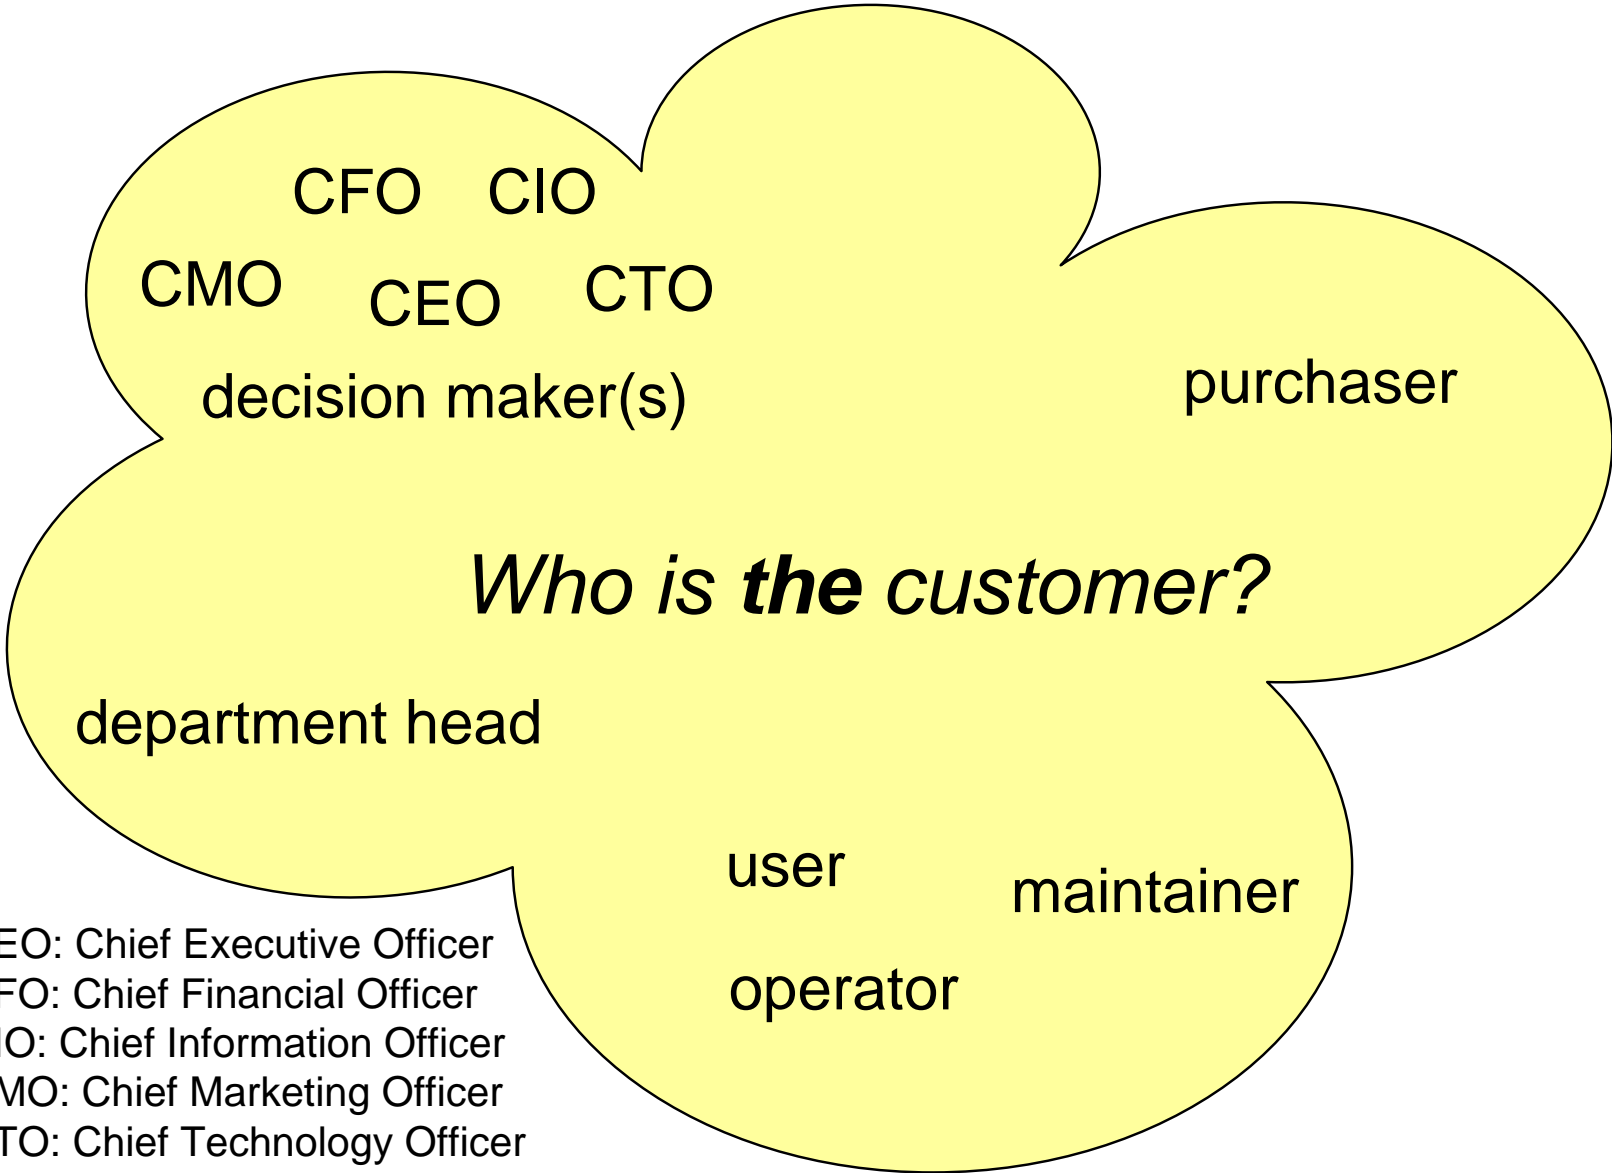 CFO CIO
CMO CEO CTO
decision maker(s)
purchaser
Who is the customer?
department head
user
maintainer
operator
EO: Chief Executive Officer
FO: Chief Financial Officer
IO: Chief Information Officer
MO: Chief Marketing Officer
TO: Chief Technology Officer